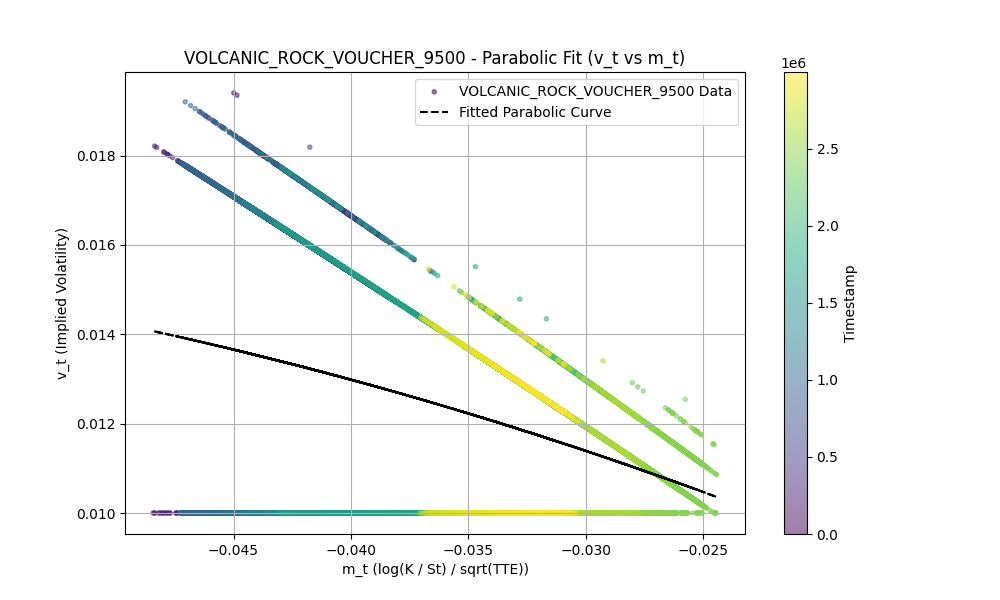 VOLCANIC_ROCK_VOUCHER_9500 - Parabolic Fit (v_t vs m_t)
1e6
VOLCANIC_ROCK_VOUCHER_9500 Data
Fitted Parabolic Curve
v_t (Implied Volatility)
0.018
0.016
0.014
0.012
0.010
−0.045
−0.040
−0.035
−0.030
−0.025
m_t (log(K / St) / sqrt(TTE))
2.5
2.0
1.5
1.0
0.5
0.0
Timestamp